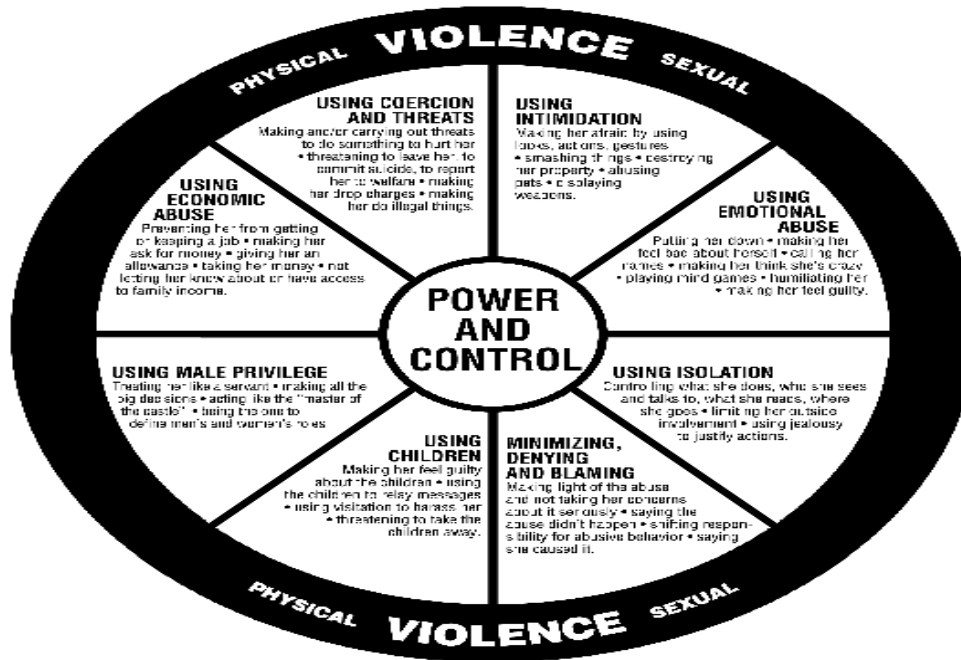 PHYSICAL VIOLENCE SEXUAL
USING COERCION
AND THREATS
Making and/or carrying out threats
to do something to hurt her
• threatening to leave her, to
commit suicide, to report
her to welfare • making
her drop charges • making
her do illegal things.
USING
INTIMIDATION
Making her afraid by using
looks, actions, gestures
• smashing things • destroying
her property • abusing
pets • displaying
weapons.
USING
ECONOMIC
ABUSE
Preventing her from getting
or keeping a job • making her
ask for money • giving her an
allowance • taking her money • not
letting her know about or have access
to family income.
USING
EMOTIONAL
ABUSE
Putting her down • making her
feel bad about herself • calling her
names • making her think she's crazy
• playing mind games • humiliating her
• making her feel guilty.
POWER
AND
CONTROL
USING MALE PRIVILEGE
Treating her like a servant • making all the
big decisions • acting like the "master of
the castle" • being the one to
define men's and women's roles
USING ISOLATION
Controlling what she does, who she sees
and talks to, what she reads, where
she goes • limiting her outside
involvement • using jealousy
to justify actions.
USING
CHILDREN
Making her feel guilty
about the children • using
the children to relay messages
• using visitation to harass her
• threatening to take the
children away.
MINIMIZING,
DENYING
AND BLAMING
Making light of the abuse
and not taking her concerns
about it seriously • saying the
abuse didn't happen • shifting respon-
sibility for abusive behavior • saying
she caused it.
PHYSICAL VIOLENCE SEXUAL